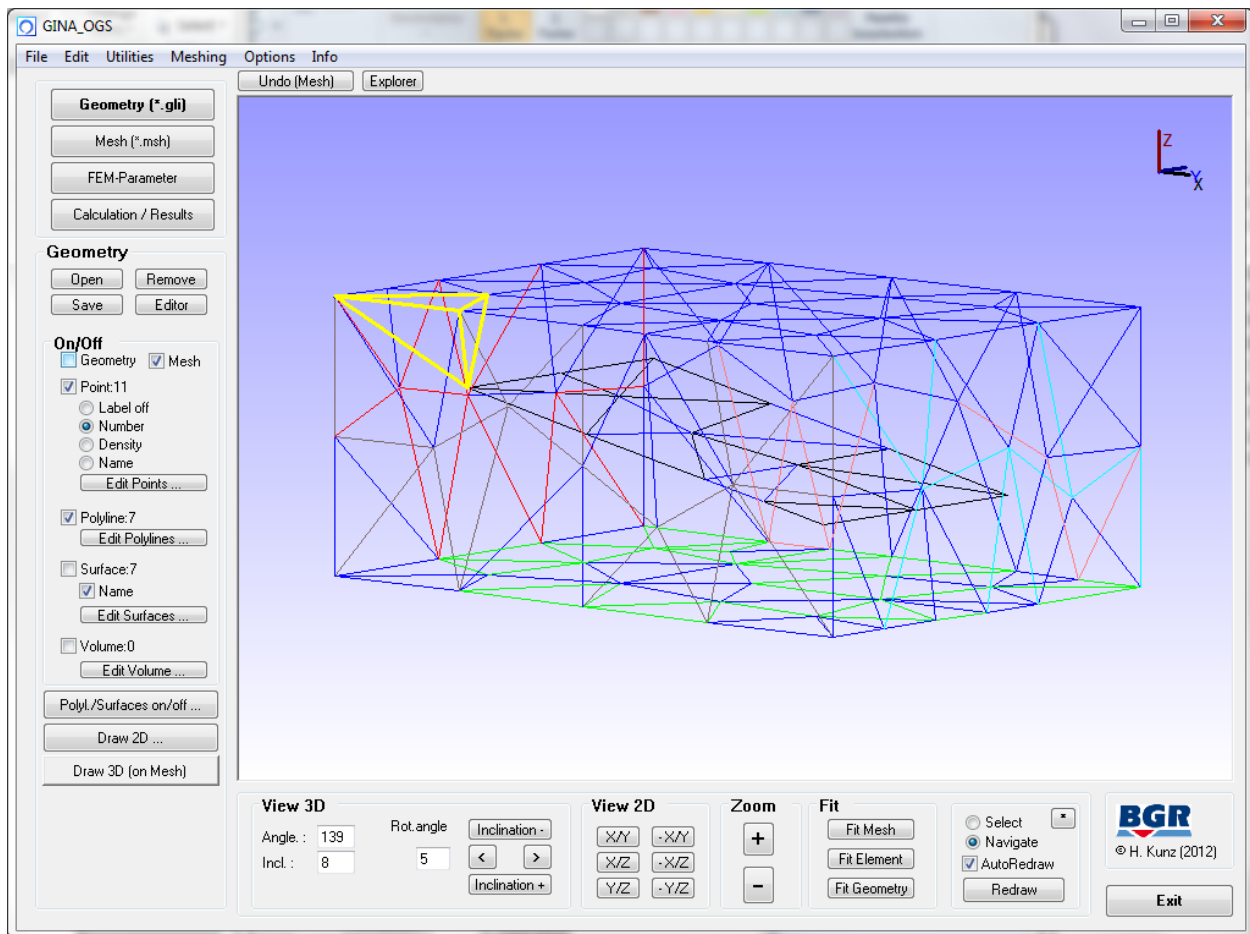 GINA_OGS
File Edit Utilities Meshing Options Info
Undo (Mesh) Explorer
Geometry (*.gli)
Mesh (*.msh)
FEM-Parameter
Calculation / Results
Geometry
Open Remove
Save Editor
On/Off
Geometry Mesh
Point:11
Label off
Number
Density
Name
Edit Points ...
Polyline:7
Edit Polylines ...
Surface:7
Name
Edit Surfaces ...
Volume:0
Edit Volume ...
Polyl./Surfaces on/off ...
Draw 2D ...
Draw 3D (on Mesh)
Z
Y
X
View 3D
Angle. : 139
Incl. : 8
Rot.angle
5
Inclination -
< >
Inclination +
View 2D
X/Y -X/Y
X/Z -X/Z
Y/Z -Y/Z
Zoom
+
-
Fit
Fit Mesh
Fit Element
Fit Geometry
Select *
Navigate
AutoRedraw
Redraw
BGR
© H. Kunz (2012)
Exit